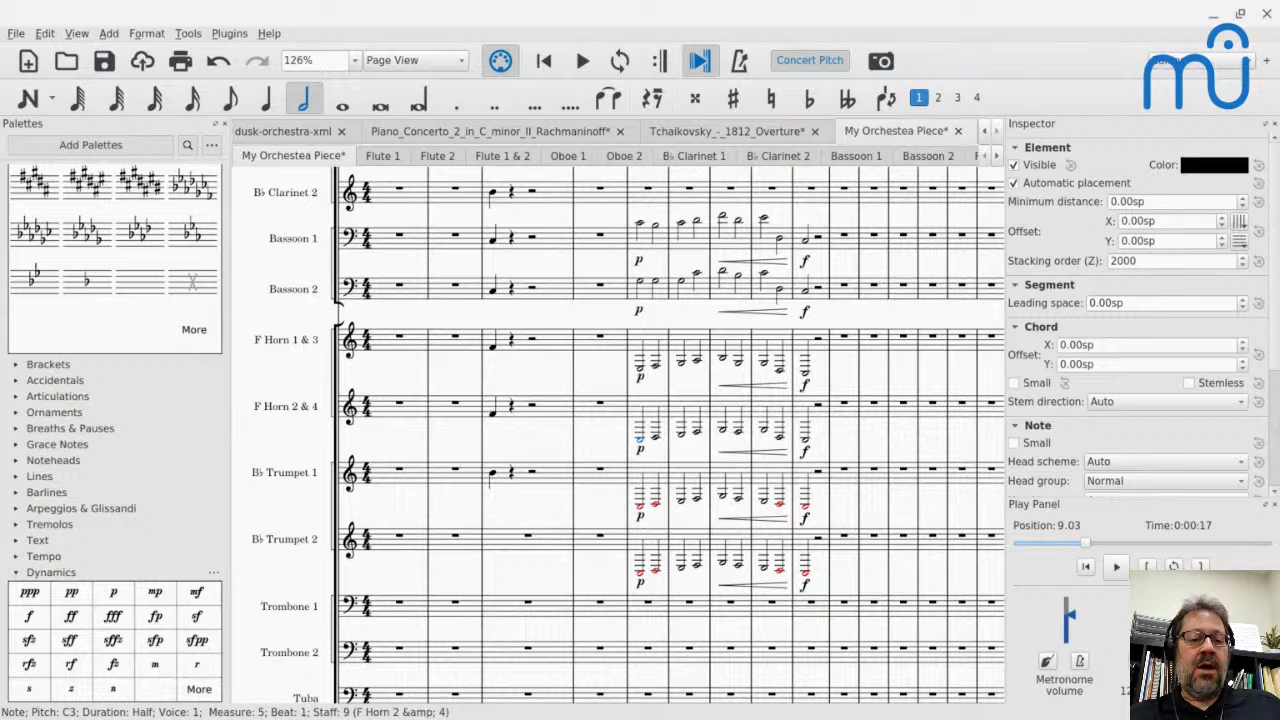 File Edit View Add Format Tools Plugins Help
126% Page View Concert Pitch
1 2 3 4
Palettes
dusk-orchestra-xml Piano_Concerto_2_in_C_minor_II_Rachmaninoff* Tchaikovsky_-_1812_Overture* My Orchestea Piece*
Inspector
Add Palettes
My Orchestea Piece* Flute 1 Flute 2 Flute 1 & 2 Oboe 1 Oboe 2 B♭ Clarinet 1 B♭ Clarinet 2 Bassoon 1 Bassoon 2
Element
Visible Color:
Automatic placement
Minimum distance: 0.00sp
Offset: X: 0.00sp
Y: 0.00sp
Stacking order (Z): 2000
Segment
Leading space: 0.00sp
Chord
Offset: X: 0.00sp
Y: 0.00sp
Small Stemless
Stem direction: Auto
Note
Small
Head scheme: Auto
Head group: Normal
Play Panel
Position: 9.03 Time:0:00:17
Metronome
volume
12
More
Brackets
Accidentals
Articulations
Ornaments
Breaths & Pauses
Grace Notes
Noteheads
Lines
Barlines
Arpeggios & Glissandi
Tremolos
Text
Tempo
Dynamics
ppp pp p mp mf
f ff fff fp sf
sfz sff sffz sfp sfpp
rfz rf fz m r
s z n More
B♭ Clarinet 2
Bassoon 1
p f
Bassoon 2
p f
F Horn 1 & 3
p f
F Horn 2 & 4
p f
B♭ Trumpet 1
p f
B♭ Trumpet 2
p f
Trombone 1
Trombone 2
Tuba
Note; Pitch: C3; Duration: Half; Voice: 1; Measure: 5; Beat: 1; Staff: 9 (F Horn 2 &amp; 4)